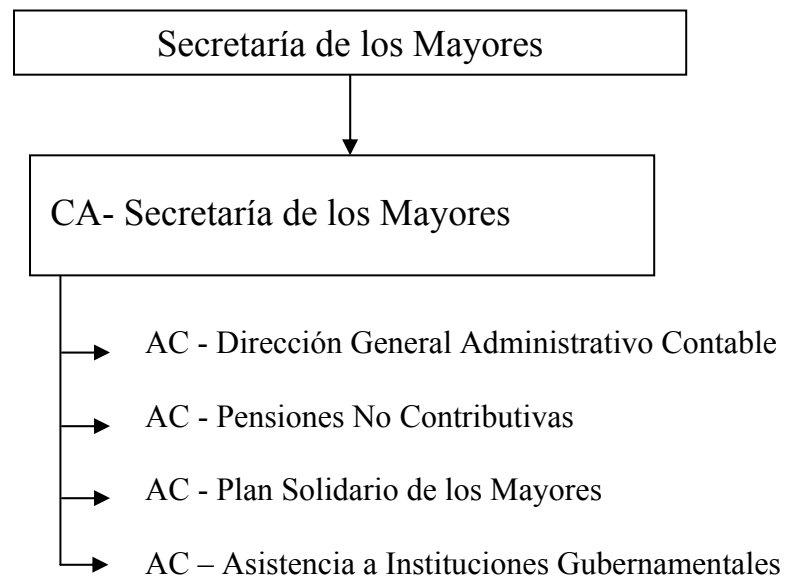 Secretaría de los Mayores
CA- Secretaría de los Mayores
AC - Dirección General Administrativo Contable
AC - Pensiones No Contributivas
AC - Plan Solidario de los Mayores
AC – Asistencia a Instituciones Gubernamentales